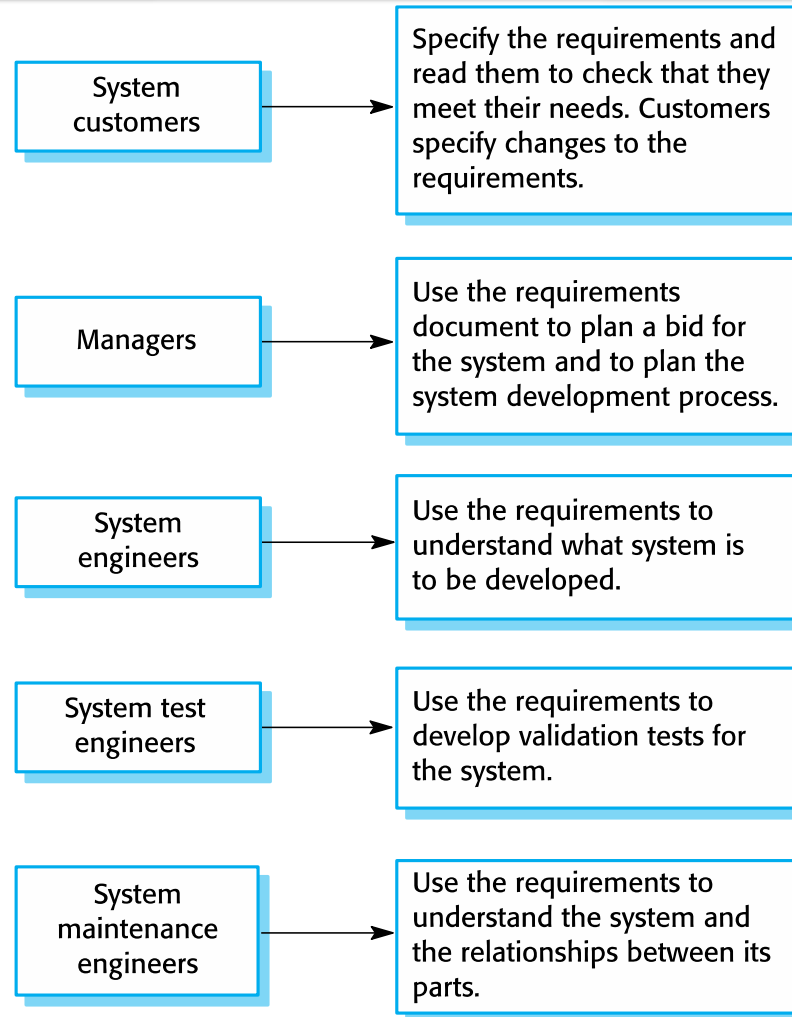 System
customers
Specify the requirements and
read them to check that they
meet their needs. Customers
specify changes to the
requirements.
Managers
Use the requirements
document to plan a bid for
the system and to plan the
system development process.
System
engineers
Use the requirements to
understand what system is
to be developed.
System test
engineers
Use the requirements to
develop validation tests for
the system.
System
maintenance
engineers
Use the requirements to
understand the system and
the relationships between its
parts.